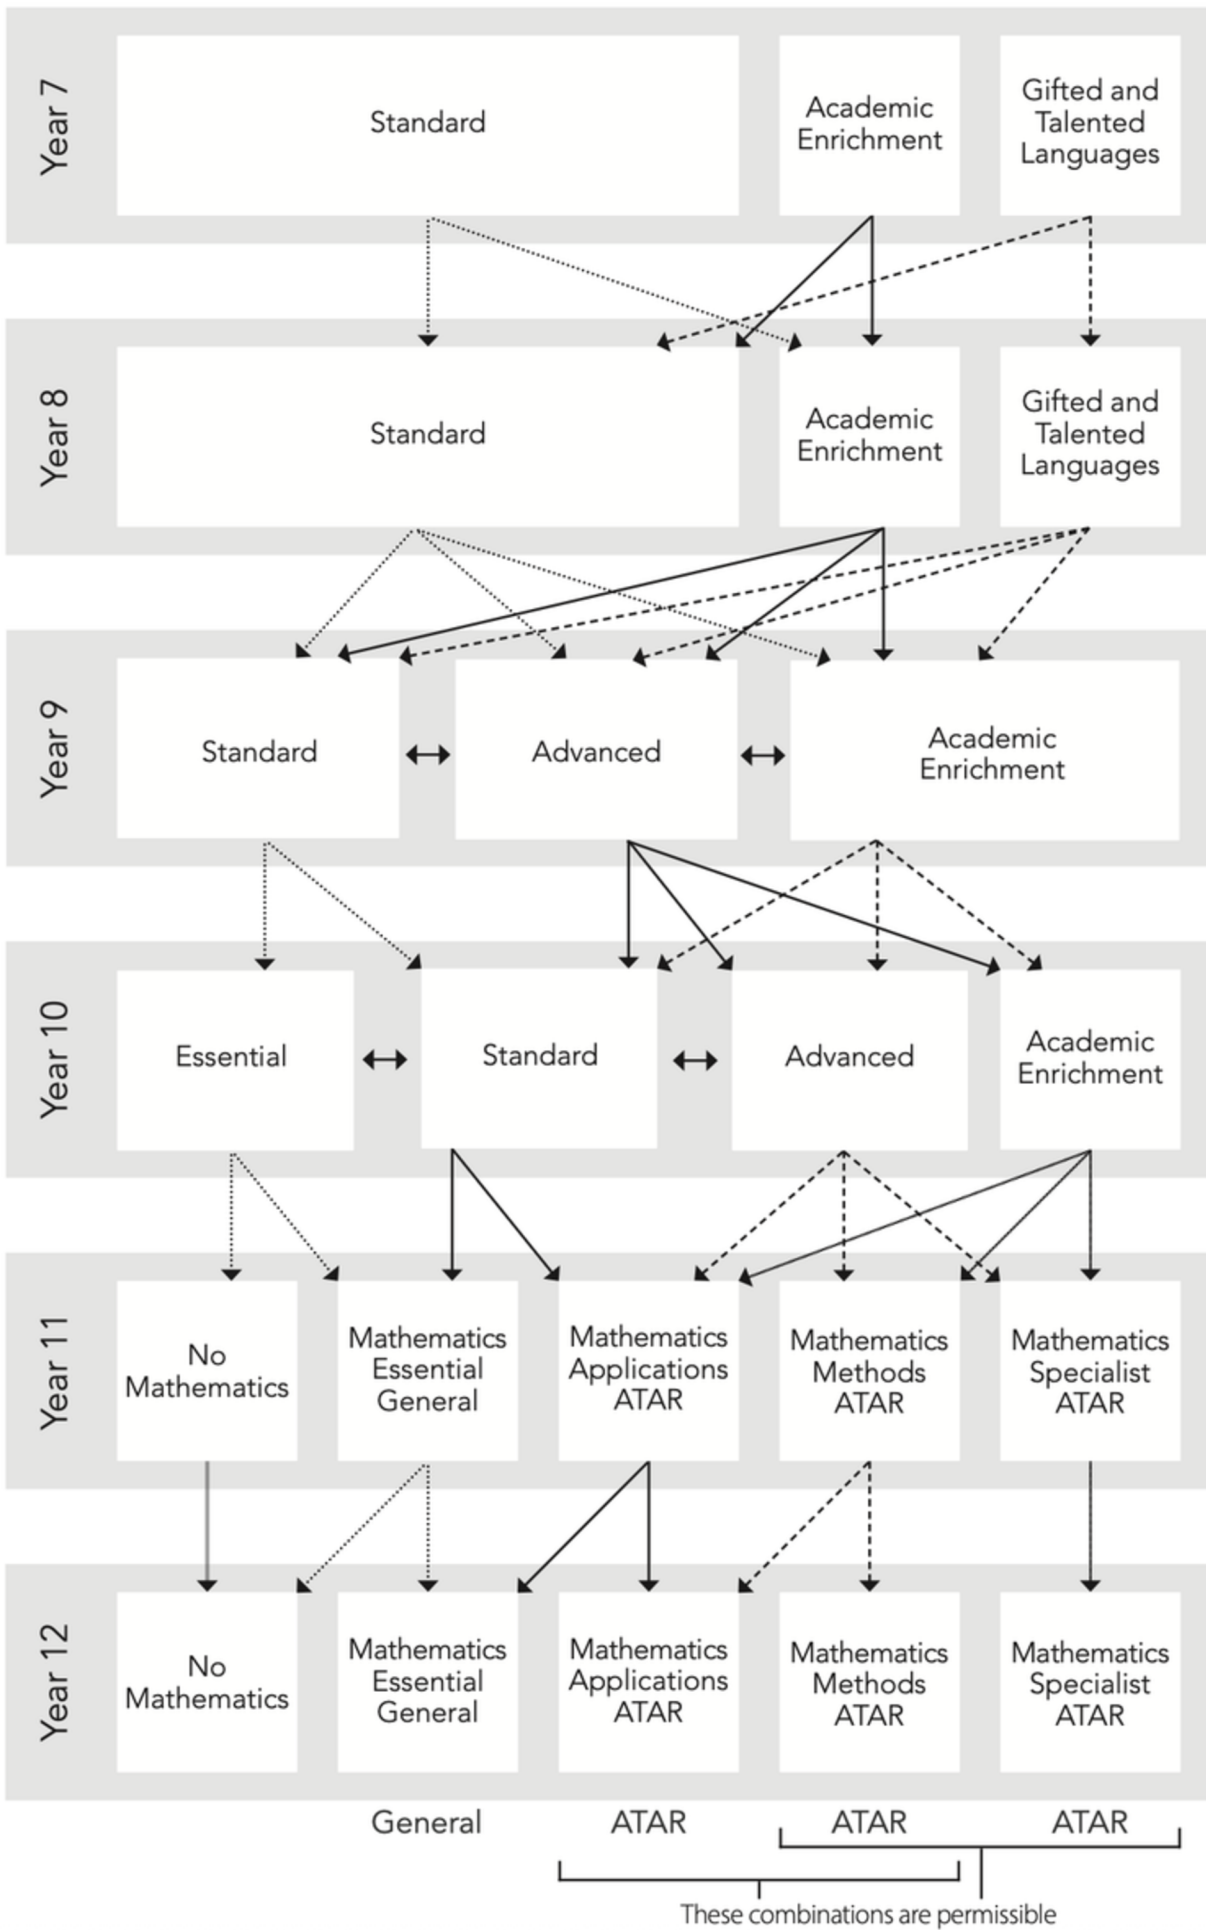 Year 7
Standard
Academic
Enrichment
Gifted and
Talented
Languages
Year 8
Standard
Academic
Enrichment
Gifted and
Talented
Languages
Year 9
Standard
Advanced
Academic
Enrichment
Year 10
Essential
Standard
Advanced
Academic
Enrichment
Year 11
No
Mathematics
Mathematics
Essential
General
Mathematics
Applications
ATAR
Mathematics
Methods
ATAR
Mathematics
Specialist
ATAR
Year 12
No
Mathematics
Mathematics
Essential
General
Mathematics
Applications
ATAR
Mathematics
Methods
ATAR
Mathematics
Specialist
ATAR
General
ATAR
ATAR
ATAR
These combinations are permissible